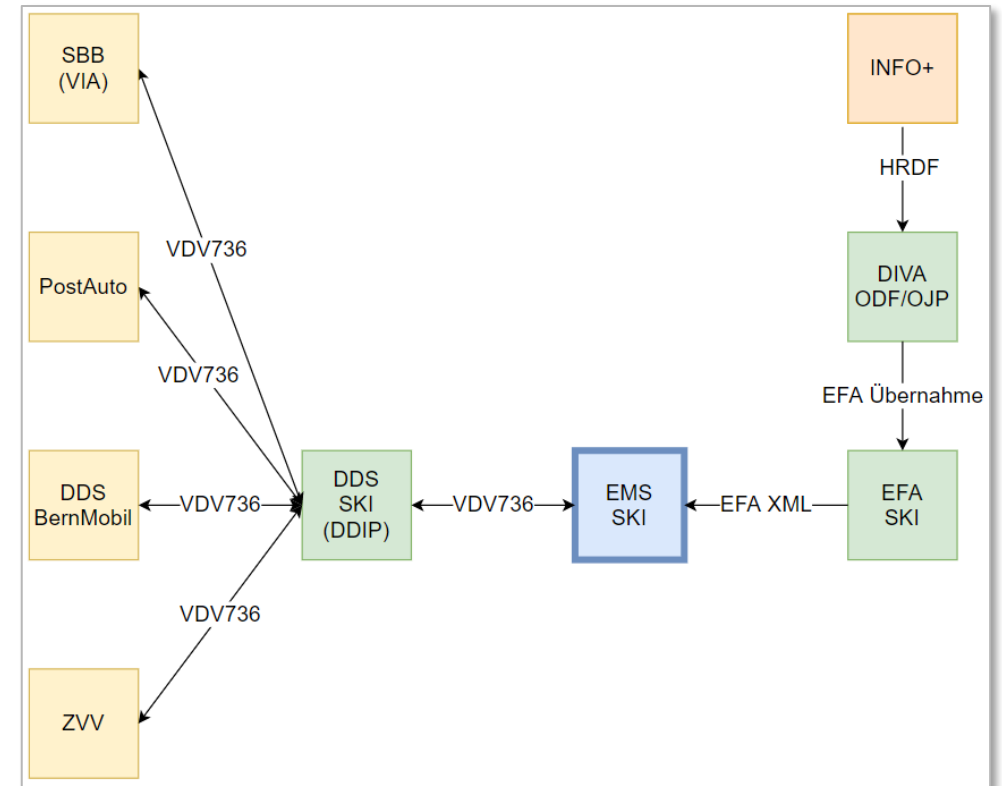 SBB
(VIA)
INFO+
HRDF
VDV736
PostAuto
DIVA
ODF/OJP
VDV736
EFA Übernahme
DDS
BernMobil
VDV736
DDS
SKI
(DDIP)
VDV736
EMS
SKI
EFA XML
EFA
SKI
VDV736
ZVV